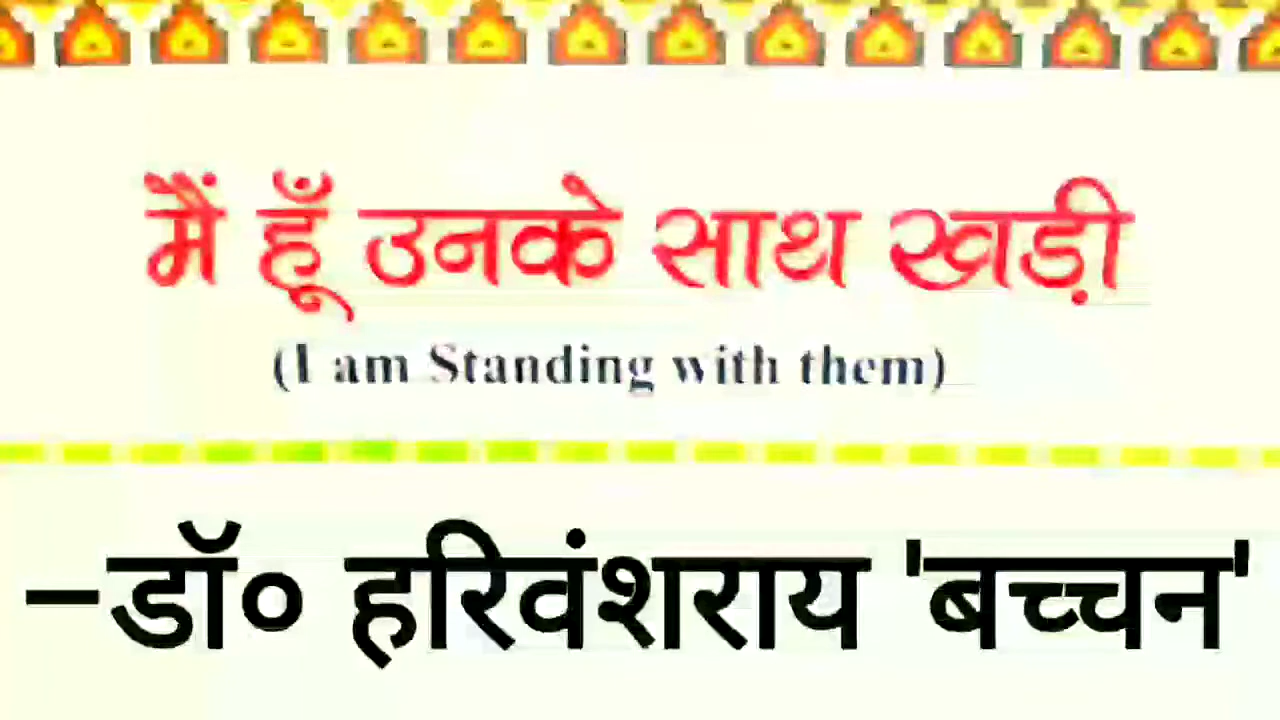 मैं हूँ उनके साथ खड़ी
(I am Standing with them)
–डॉ० हरिवंशराय 'बच्चन'